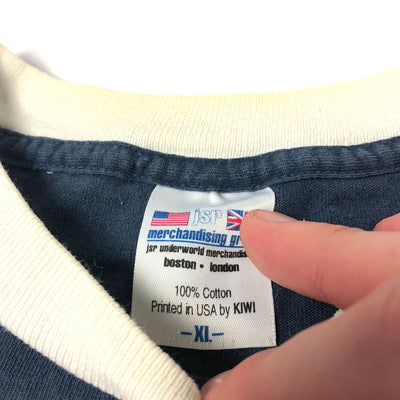 jsr
merchandising gr
jsr underworld merchandis
boston • london
100% Cotton
Printed in USA by KIWI
-XL-